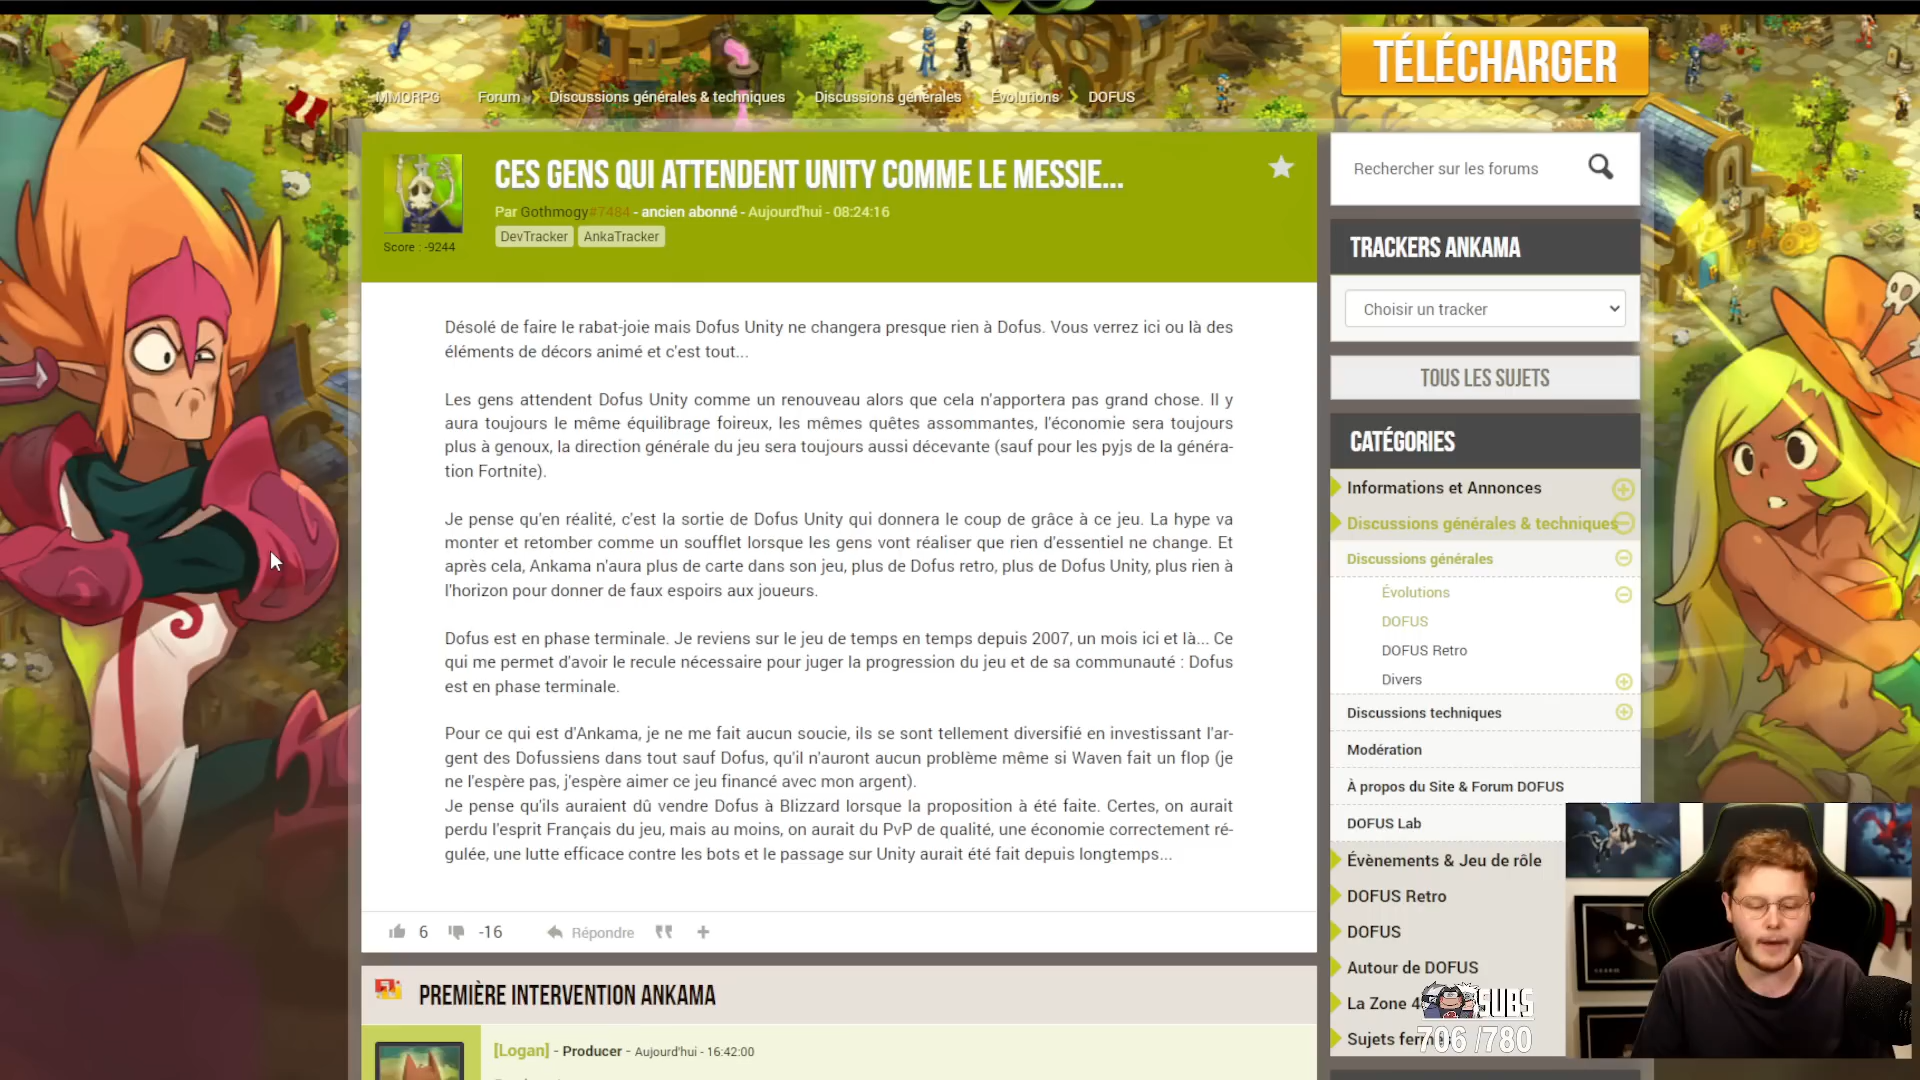 TÉLÉCHARGER
MMORPG Forum Discussions générales & techniques Discussions générales Évolutions DOFUS
CES GENS QUI ATTENDENT UNITY COMME LE MESSIE...
Par Gothmogy#7484 - ancien abonné - Aujourd'hui - 08:24:16
DevTracker AnkaTracker
Score : -9244
Désolé de faire le rabat-joie mais Dofus Unity ne changera presque rien à Dofus. Vous verrez ici ou là des
éléments de décors animé et c'est tout...
Les gens attendent Dofus Unity comme un renouveau alors que cela n'apportera pas grand chose. Il y
aura toujours le même équilibrage foireux, les mêmes quêtes assommantes, l'économie sera toujours
plus à genoux, la direction générale du jeu sera toujours aussi décevante (sauf pour les pyjs de la généra-
tion Fortnite).
Je pense qu'en réalité, c'est la sortie de Dofus Unity qui donnera le coup de grâce à ce jeu. La hype va
monter et retomber comme un soufflet lorsque les gens vont réaliser que rien d'essentiel ne change. Et
après cela, Ankama n'aura plus de carte dans son jeu, plus de Dofus retro, plus de Dofus Unity, plus rien à
l'horizon pour donner de faux espoirs aux joueurs.
Dofus est en phase terminale. Je reviens sur le jeu de temps en temps depuis 2007, un mois ici et là... Ce
qui me permet d'avoir le recule nécessaire pour juger la progression du jeu et de sa communauté : Dofus
est en phase terminale.
Pour ce qui est d'Ankama, je ne me fait aucun soucie, ils se sont tellement diversifié en investissant l'ar-
gent des Dofussiens dans tout sauf Dofus, qu'il n'auront aucun problème même si Waven fait un flop (je
ne l'espère pas, j'espère aimer ce jeu financé avec mon argent).
Je pense qu'ils auraient dû vendre Dofus à Blizzard lorsque la proposition à été faite. Certes, on aurait
perdu l'esprit Français du jeu, mais au moins, on aurait du PvP de qualité, une économie correctement ré-
gulée, une lutte efficace contre les bots et le passage sur Unity aurait été fait depuis longtemps...
6 -16 Répondre
PREMIÈRE INTERVENTION ANKAMA
[Logan] - Producer - Aujourd'hui - 16:42:00
Rechercher sur les forums
TRACKERS ANKAMA
Choisir un tracker
TOUS LES SUJETS
CATÉGORIES
Informations et Annonces
Discussions générales & techniques
Discussions générales
Évolutions
DOFUS
DOFUS Retro
Divers
Discussions techniques
Modération
À propos du Site & Forum DOFUS
DOFUS Lab
Évènements & Jeu de rôle
DOFUS Retro
DOFUS
Autour de DOFUS
La Zone 4
SUBS
Sujets
706 /780